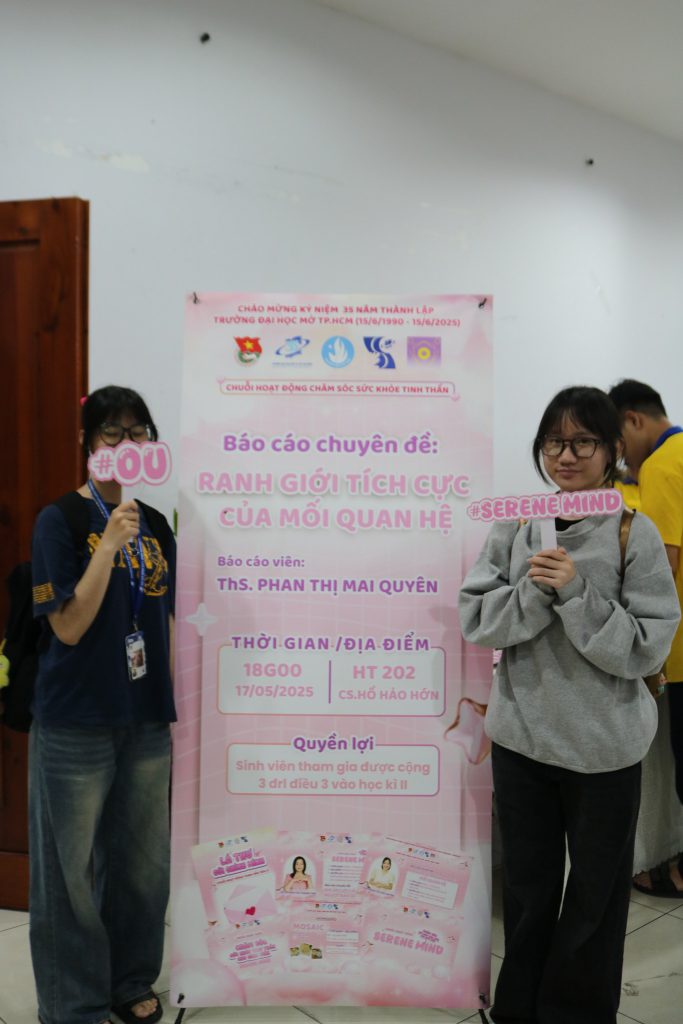 CHÀO MỪNG KỶ NIỆM 35 NĂM THÀNH LẬP
TRƯỜNG ĐẠI HỌC MỞ TP.HCM (15/6/1990 - 15/6/2025)
CHUỖI HOẠT ĐỘNG CHĂM SÓC SỨC KHỎE TINH THẦN
Báo cáo chuyên đề:
RANH GIỚI TÍCH CỰC
CỦA MỐI QUAN HỆ
#OU
#SERENE MIND
Báo cáo viên:
ThS. PHAN THỊ MAI QUYÊN
THỜI GIAN /ĐỊA ĐIỂM
18G00
17/05/2025
HT 202
CS.HỒ HẢO HỚN
Quyền lợi
Sinh viên tham gia được cộng
3 drl điều 3 vào học kì II
LÁ THƯ
SERENE
MOSAIC
SERENE MIND